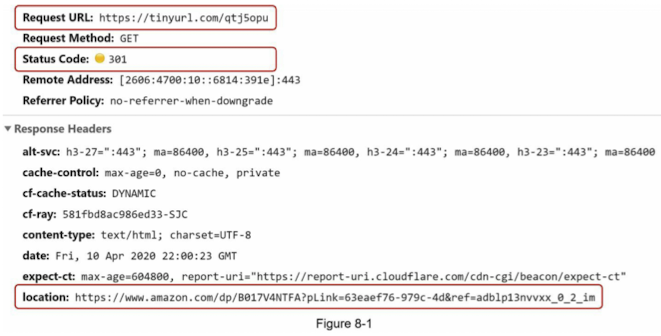 Request URL: https://tinyurl.com/qtj5opu
Request Method: GET
Status Code: 301
Remote Address: [2606:4700:10::6814:391e]:443
Referrer Policy: no-referrer-when-downgrade
Response Headers
alt-svc: h3-27=":443"; ma=86400, h3-25=":443"; ma=86400, h3-24=":443"; ma=86400, h3-23=":443"; ma=86400
cache-control: max-age=0, no-cache, private
cf-cache-status: DYNAMIC
cf-ray: 581fbd8ac986ed33-SJC
content-type: text/html; charset=UTF-8
date: Fri, 10 Apr 2020 22:00:23 GMT
expect-ct: max-age=604800, report-uri="https://report-uri.cloudflare.com/cdn-cgi/beacon/expect-ct"
location: https://www.amazon.com/dp/B017V4NTFA?pLink=63eaef76-979c-4d&ref=adblp13nvvxx_0_2_im
Figure 8-1